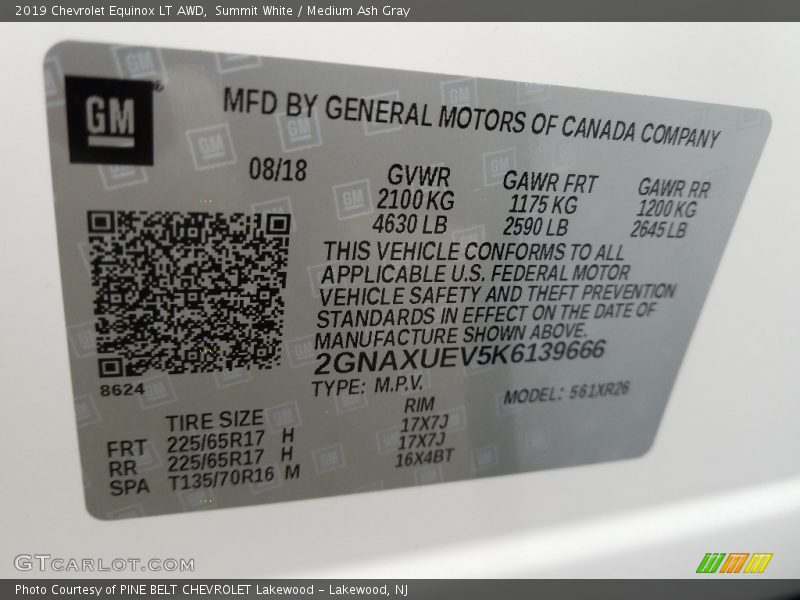 2019 Chevrolet Equinox LT AWD, Summit White / Medium Ash Gray
GM
MFD BY GENERAL MOTORS OF CANADA COMPANY
08/18 GVWR GAWR FRT GAWR RR
2100 KG 1175 KG 1200 KG
4630 LB 2590 LB 2645 LB
THIS VEHICLE CONFORMS TO ALL
APPLICABLE U.S. FEDERAL MOTOR
VEHICLE SAFETY AND THEFT PREVENTION
STANDARDS IN EFFECT ON THE DATE OF
MANUFACTURE SHOWN ABOVE.
2GNAXUEV5K6139666
8624 TYPE: M.P.V. MODEL: 561XR26
TIRE SIZE RIM
FRT 225/65R17 H 17X7J
RR 225/65R17 H 17X7J
SPA T135/70R16 M 16X4BT
GTCARLOT.COM
Photo Courtesy of PINE BELT CHEVROLET Lakewood - Lakewood, NJ